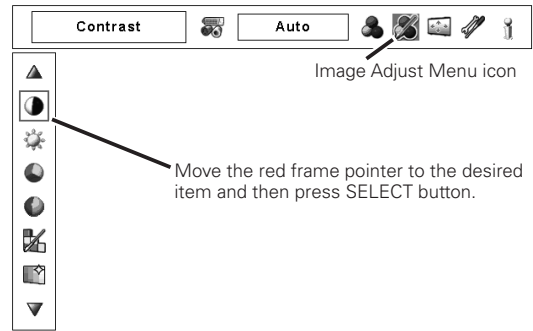 Contrast
Auto
Image Adjust Menu icon
Move the red frame pointer to the desired
item and then press SELECT button.